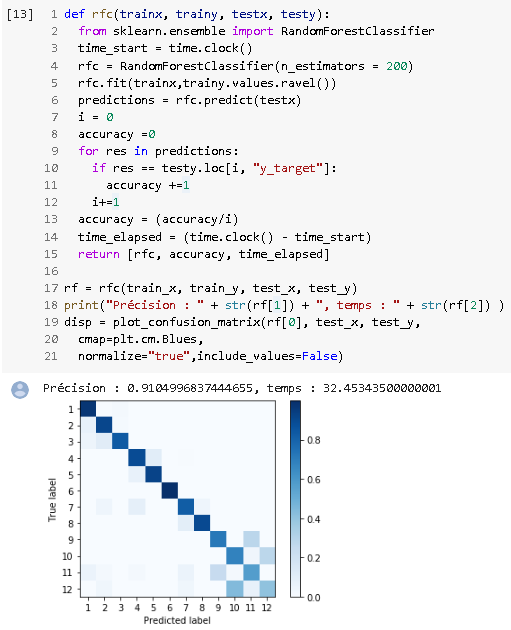 [13] 1 def rfc(trainx, trainy, testx, testy):
2 from sklearn.ensemble import RandomForestClassifier
3 time_start = time.clock()
4 rfc = RandomForestClassifier(n_estimators = 200)
5 rfc.fit(trainx,trainy.values.ravel())
6 predictions = rfc.predict(testx)
7 i = 0
8 accuracy =0
9 for res in predictions:
10 if res == testy.loc[i, "y_target"]:
11 accuracy +=1
12 i+=1
13 accuracy = (accuracy/i)
14 time_elapsed = (time.clock() - time_start)
15 return [rfc, accuracy, time_elapsed]
16
17 rf = rfc(train_x, train_y, test_x, test_y)
18 print("Précision : " + str(rf[1]) + ", temps : " + str(rf[2]) )
19 disp = plot_confusion_matrix(rf[0], test_x, test_y,
20 cmap=plt.cm.Blues,
21 normalize="true",include_values=False)
Précision : 0.9104996837444655, temps : 32.45343500000001
1
2
3
4
5
6
7
8
9
10
11
12
True label
1 2 3 4 5 6 7 8 9 10 11 12
Predicted label
0.8
0.6
0.4
0.2
0.0